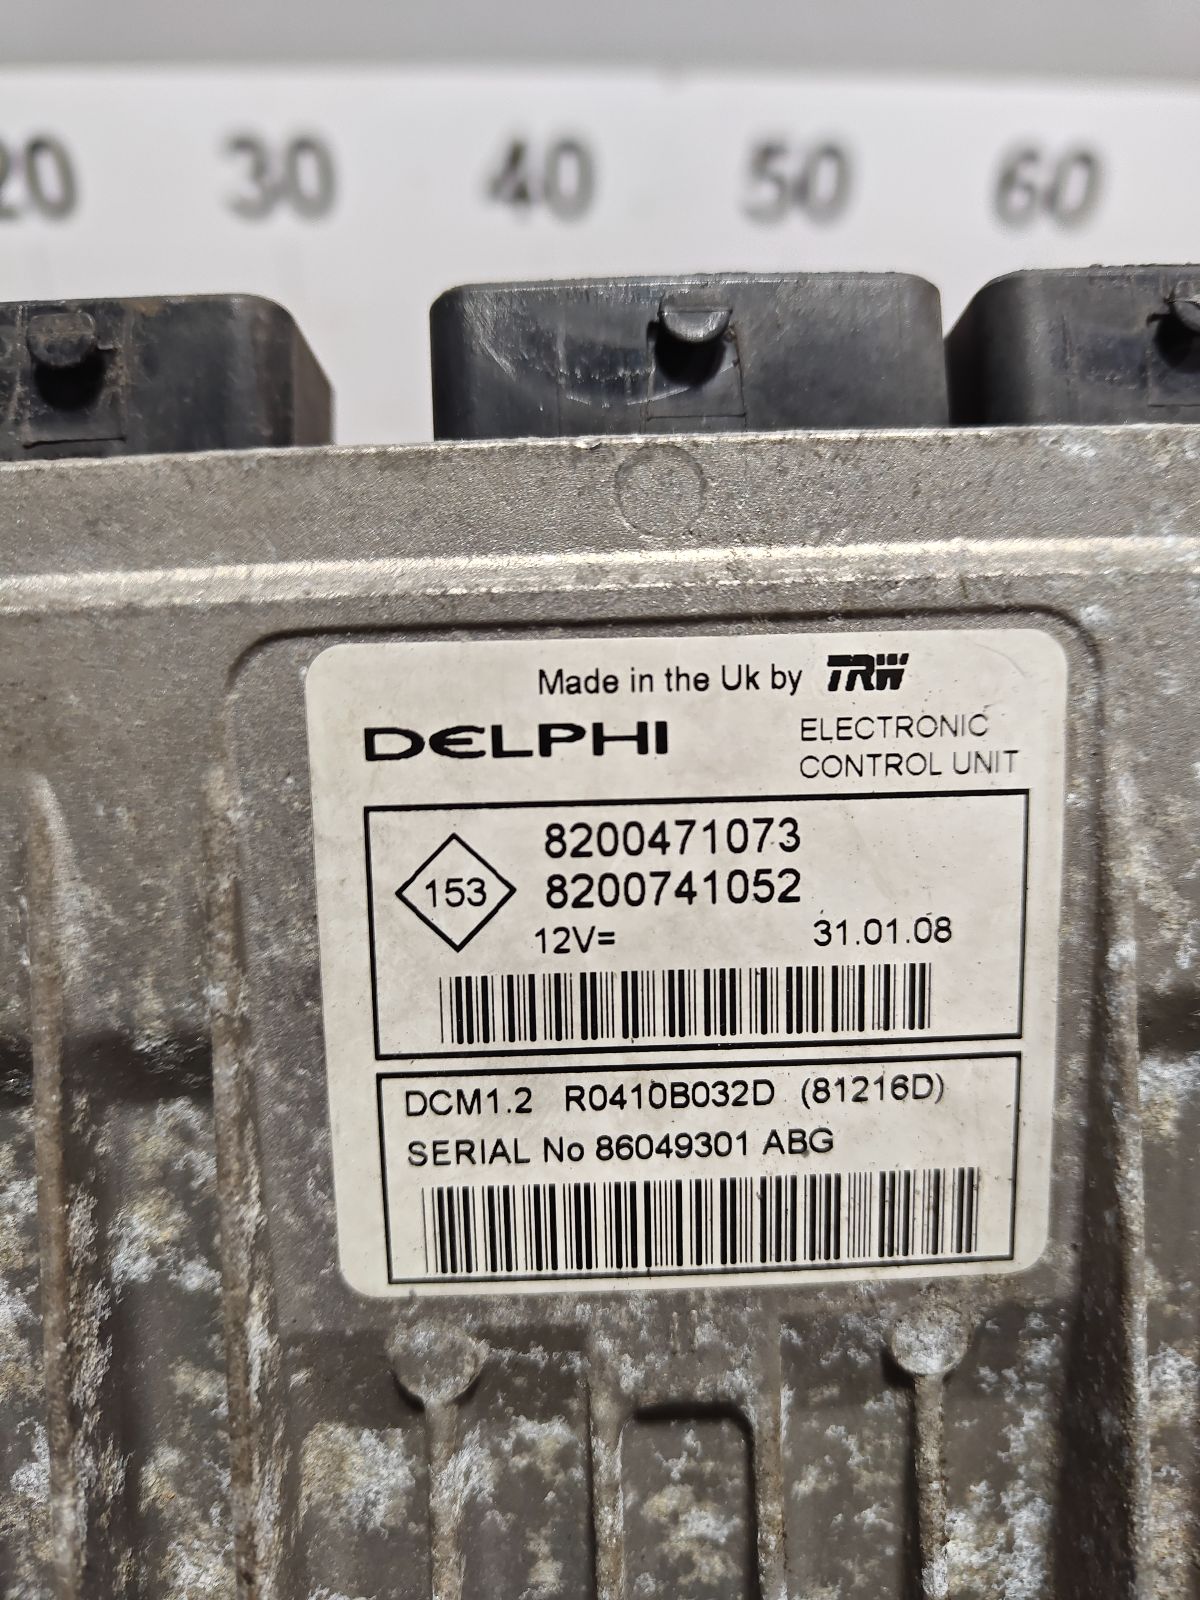 20 30 40 50 60
Made in the Uk by TRW
DELPHI
ELECTRONIC
CONTROL UNIT
8200471073
153
8200741052
12V= 31.01.08
DCM1.2 R0410B032D (81216D)
SERIAL No 86049301 ABG